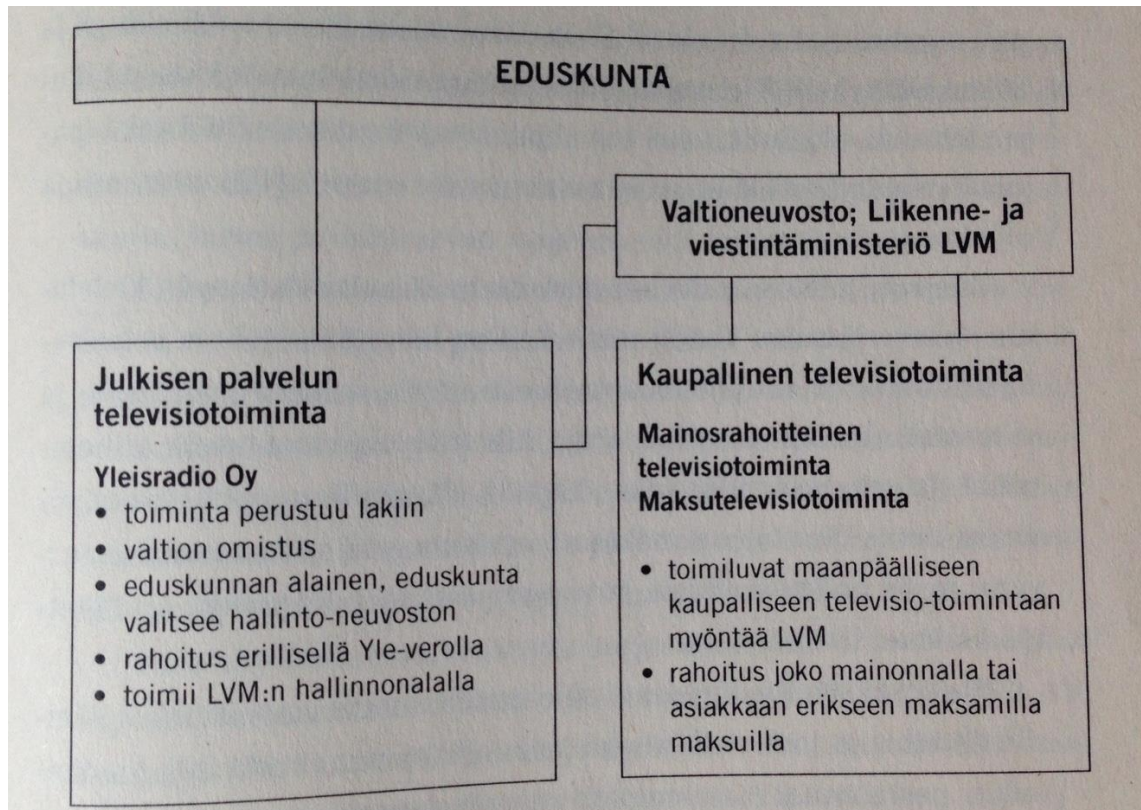 EDUSKUNTA
Valtioneuvosto; Liikenne- ja
viestintäministeriö LVM
Julkisen palvelun
televisiotoiminta
Yleisradio Oy
• toiminta perustuu lakiin
• valtion omistus
• eduskunnan alainen, eduskunta
valitsee hallinto-neuvoston
• rahoitus erillisellä Yle-verolla
• toimii LVM:n hallinnonalalla
Kaupallinen televisiotoiminta
Mainosrahoitteinen
televisiotoiminta
Maksutelevisiotoiminta
• toimiluvat maanpäälliseen
kaupalliseen televisio-toimintaan
myöntää LVM
• rahoitus joko mainonnalla tai
asiakkaan erikseen maksamilla
maksuilla